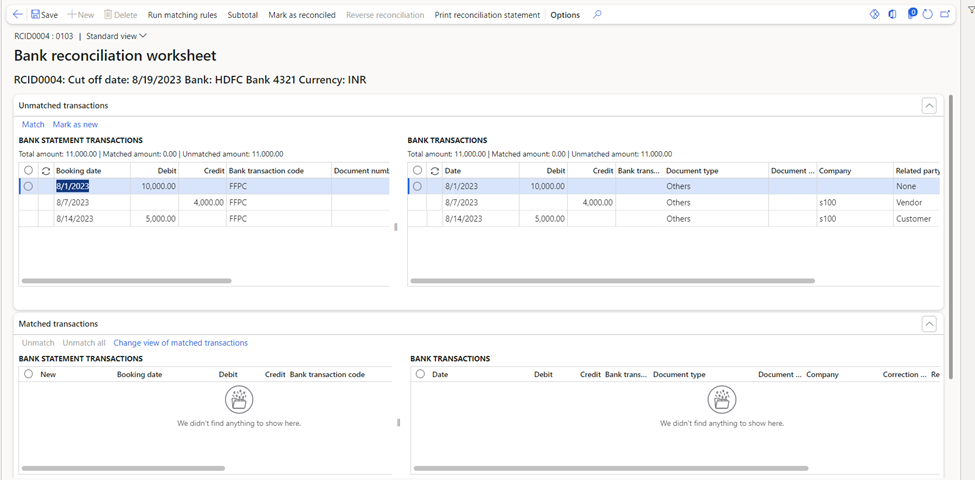 Save New Delete Run matching rules Subtotal Mark as reconciled Reverse reconciliation Print reconciliation statement Options 0
RCID0004 : 0103 | Standard view
Bank reconciliation worksheet
RCID0004: Cut off date: 8/19/2023 Bank: HDFC Bank 4321 Currency: INR
Unmatched transactions
Match Mark as new
BANK STATEMENT TRANSACTIONS
Total amount: 11,000.00 | Matched amount: 0.00 | Unmatched amount: 11,000.00
Booking date Debit Credit Bank transaction code Document numb
8/1/2023 10,000.00 FFPC
8/7/2023 4,000.00 FFPC
8/14/2023 5,000.00 FFPC
BANK TRANSACTIONS
Total amount: 11,000.00 | Matched amount: 0.00 | Unmatched amount: 11,000.00
Date Debit Credit Bank trans... Document type Document ... Company Related party
8/1/2023 10,000.00 Others None
8/7/2023 4,000.00 Others s100 Vendor
8/14/2023 5,000.00 Others s100 Customer
Matched transactions
Unmatch Unmatch all Change view of matched transactions
BANK STATEMENT TRANSACTIONS
New Booking date Debit Credit Bank transaction code
We didn't find anything to show here.
BANK TRANSACTIONS
Date Debit Credit Bank trans... Document type Document ... Company Correction ... Re
We didn't find anything to show here.